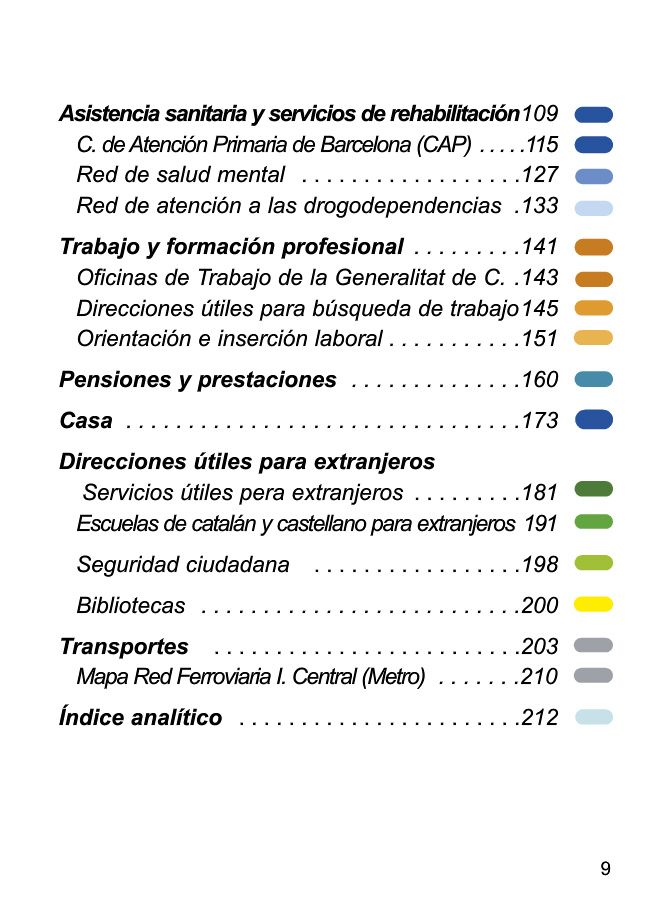 Asistencia sanitaria y servicios de rehabilitación109
C. de Atención Primaria de Barcelona (CAP) . . . . .115
Red de salud mental . . . . . . . . . . . . . . . . . .127
Red de atención a las drogodependencias .133
Trabajo y formación profesional . . . . . . . . .141
Oficinas de Trabajo de la Generalitat de C. .143
Direcciones útiles para búsqueda de trabajo145
Orientación e inserción laboral . . . . . . . . . . .151
Pensiones y prestaciones . . . . . . . . . . . . . .160
Casa . . . . . . . . . . . . . . . . . . . . . . . . . . . . . . . .173
Direcciones útiles para extranjeros
Servicios útiles pera extranjeros . . . . . . . . .181
Escuelas de catalán y castellano para extranjeros 191
Seguridad ciudadana . . . . . . . . . . . . . . . . .198
Bibliotecas . . . . . . . . . . . . . . . . . . . . . . . . . .200
Transportes . . . . . . . . . . . . . . . . . . . . . . . . .203
Mapa Red Ferroviaria I. Central (Metro) . . . . . . .210
Índice analítico . . . . . . . . . . . . . . . . . . . . . . .212
9